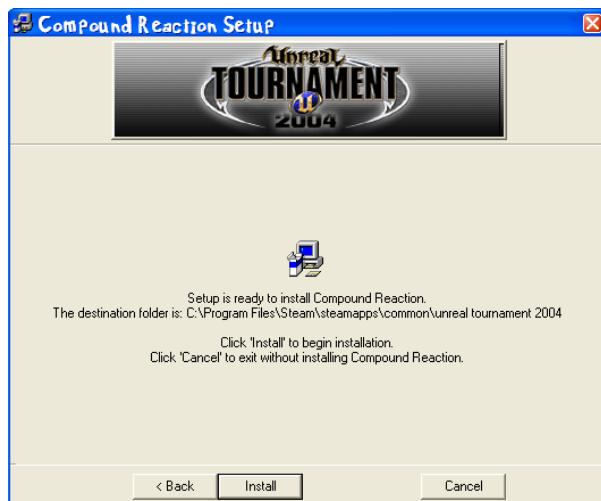 Compound Reaction Setup
Unreal
TOURNAMENT
U
2004
Setup is ready to install Compound Reaction.
The destination folder is: C:\Program Files\Steam\steamapps\common\unreal tournament 2004
Click 'Install' to begin installation.
Click 'Cancel' to exit without installing Compound Reaction.
< Back Install Cancel